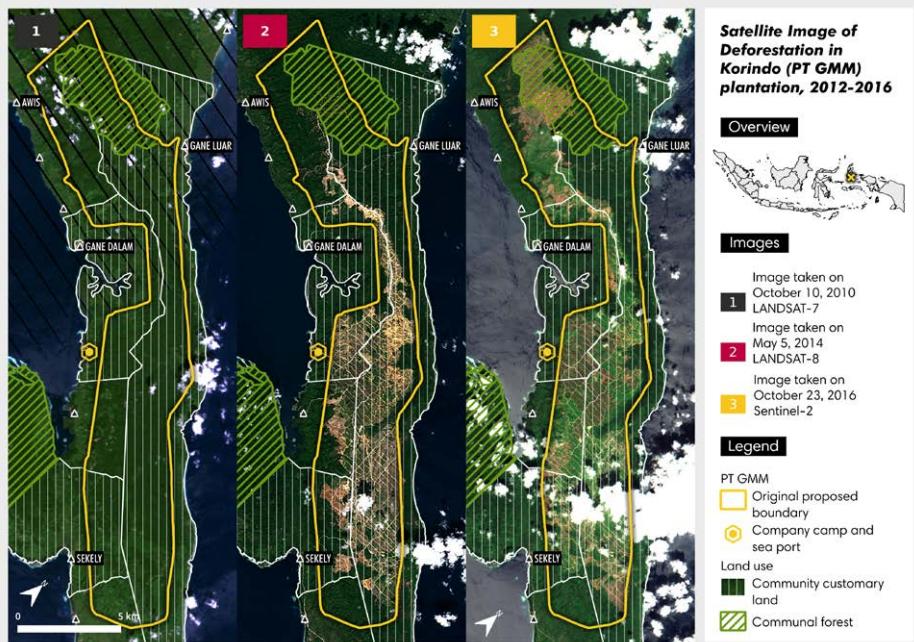 1
AWIS
GANE LUAR
GANE DALAM
SEKELY
0
5 km
2
AWIS
GANE LUAR
GANE DALAM
SEKELY
3
AWIS
GANE LUAR
GANE DALAM
SEKELY
Satellite Image of
Deforestation in
Korindo (PT GMM)
plantation, 2012-2016
Overview
Images
1
Image taken on
October 10, 2010
LANDSAT-7
2
Image taken on
May 5, 2014
LANDSAT-8
3
Image taken on
October 23, 2016
Sentinel-2
Legend
PT GMM
Original proposed
boundary
Company camp and
sea port
Land use
Community customary
land
Communal forest